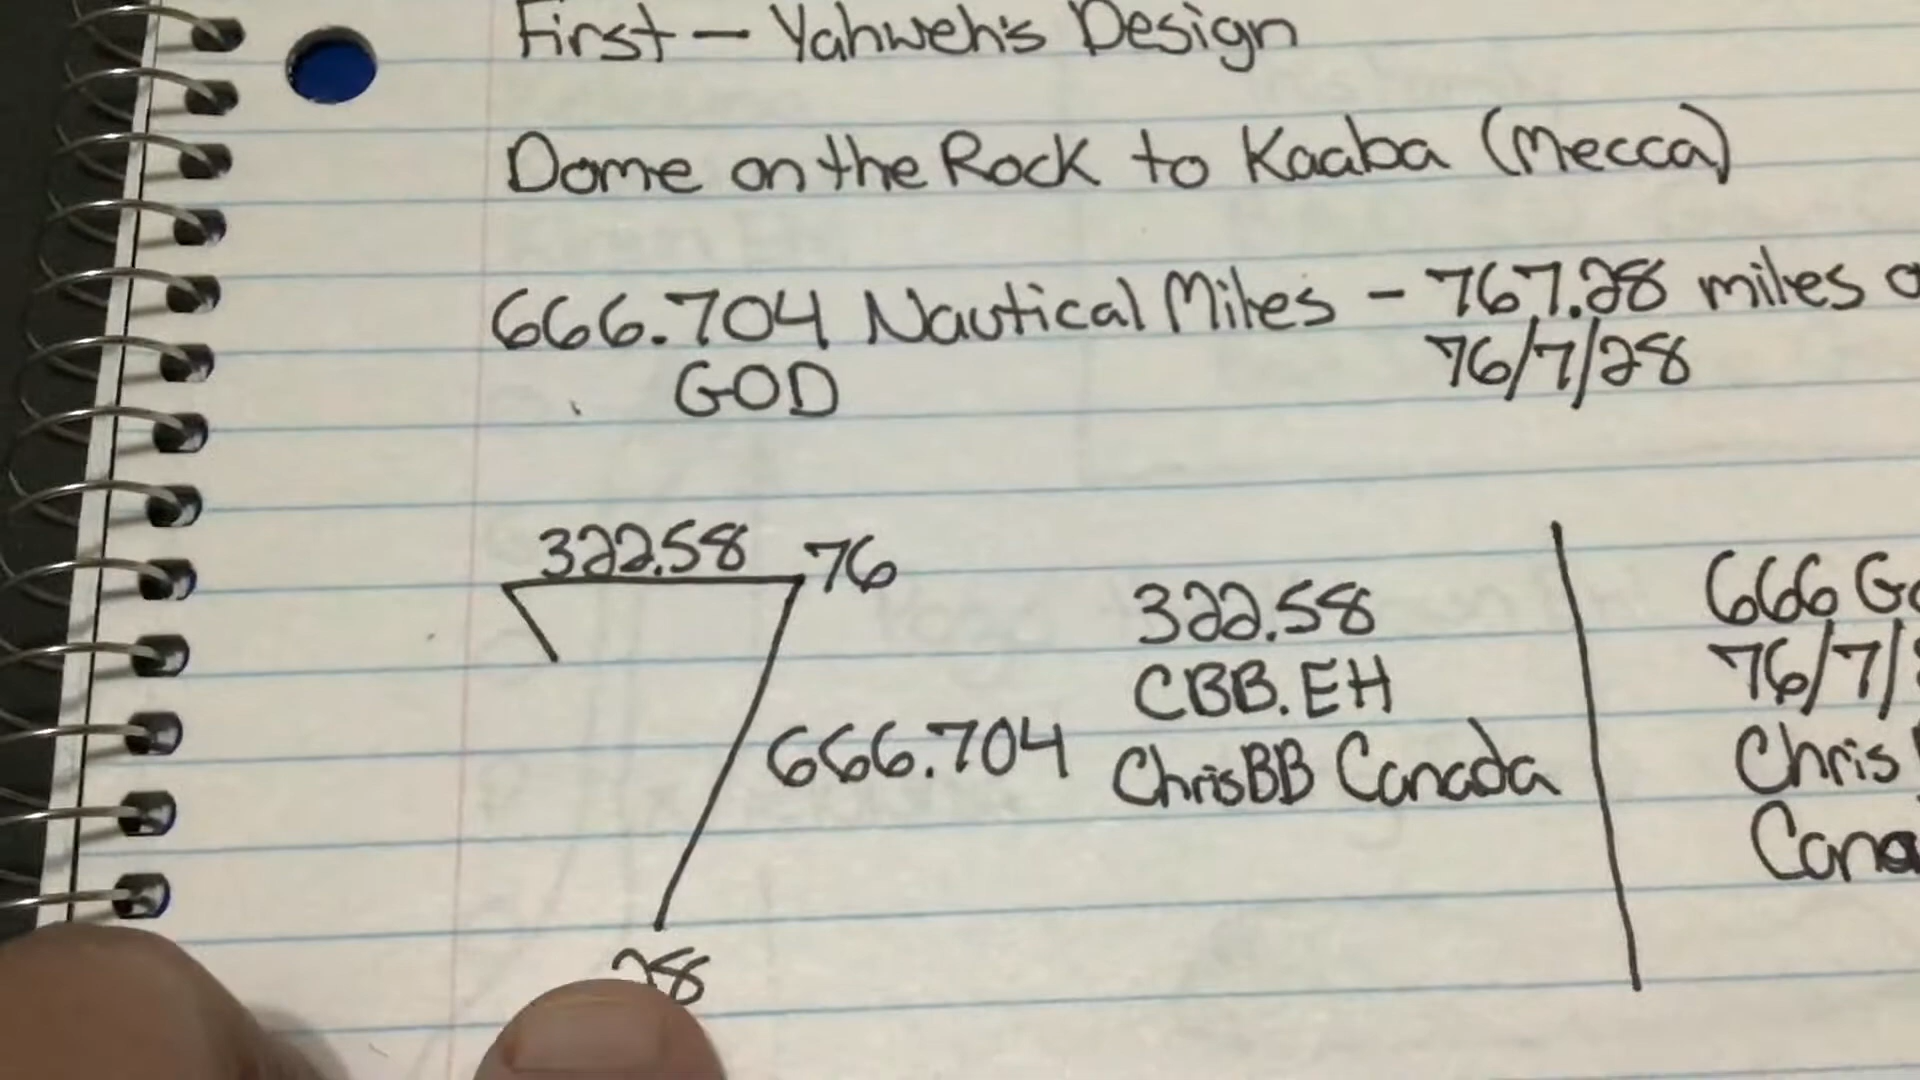 First - Yahweh's Design
Dome on the Rock to Kaaba (Mecca)
666.704 Nautical Miles - 767.28 miles
GOD
76/7/28
322.58
76
666.704
28
322.58
CBB.EH
ChrisBB Canada
666
76/7/
Chris